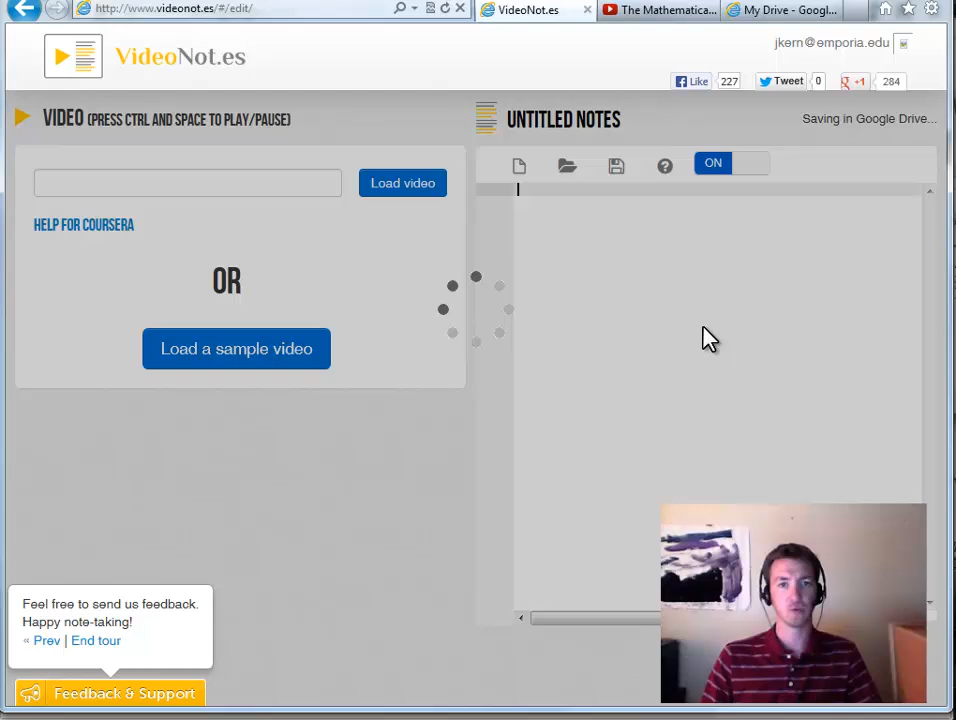 http://www.videonot.es/#/edit/
VideoNot.es
The Mathematica...
My Drive - Googl...
VideoNot.es
jkern@emporia.edu
Like 227
Tweet 0
+1 284
VIDEO (PRESS CTRL AND SPACE TO PLAY/PAUSE)
UNTITLED NOTES
Saving in Google Drive...
ON
Load video
HELP FOR COURSERA
OR
Load a sample video
Feel free to send us feedback.
Happy note-taking!
« Prev | End tour
Feedback & Support